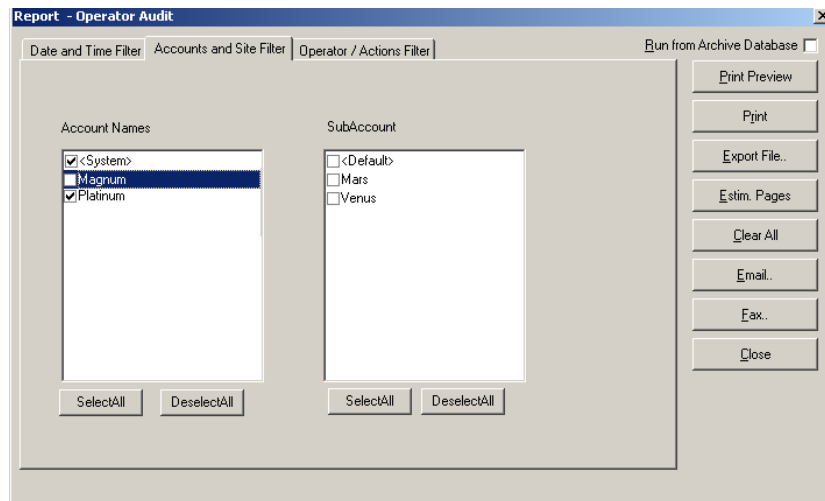 Report - Operator Audit
Date and Time Filter
Accounts and Site Filter
Operator / Actions Filter
Run from Archive Database
Account Names
<System>
Magnum
Platinum
SelectAll
DeselectAll
SubAccount
<Default>
Mars
Venus
SelectAll
DeselectAll
Print Preview
Print
Export File..
Estim. Pages
Clear All
Email..
Fax..
Close